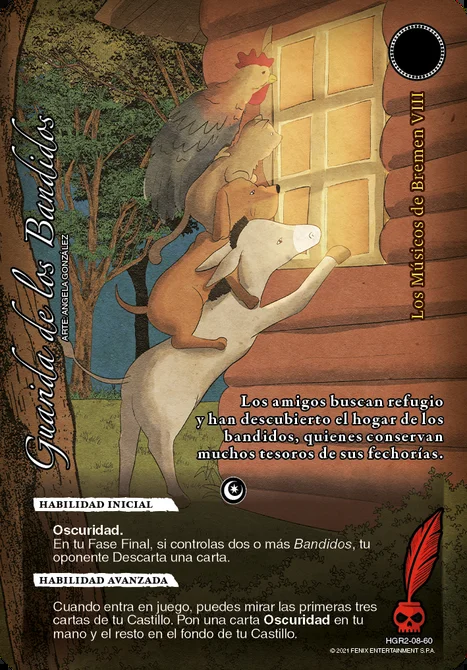 Guarida de los Bandidos
ARTE: ANGELA GONZÁLEZ
Los Músicos de Bremen VIII
Los amigos buscan refugio
y han descubierto el hogar de los
bandidos, quienes conservan
muchos tesoros de sus fechorías.
HABILIDAD INICIAL
Oscuridad.
En tu Fase Final, si controlas dos o más Bandidos, tu
oponente Descarta una carta.
HABILIDAD AVANZADA
Cuando entra en juego, puedes mirar las primeras tres
cartas de tu Castillo. Pon una carta Oscuridad en tu
mano y el resto en el fondo de tu Castillo.
HGR2-08-60
© 2021 FENIX ENTERTAINMENT S.P.A.